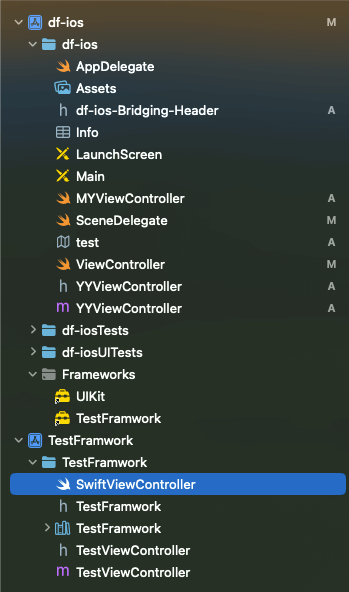 df-ios M
df-ios
AppDelegate
Assets
h df-ios-Bridging-Header A
Info
LaunchScreen
Main
MYViewController A
SceneDelegate M
test A
ViewController M
h YYViewController A
m YYViewController A
df-iosTests
df-iosUITests
Frameworks
UIKit
TestFramwork
TestFramwork
TestFramwork
SwiftViewController
h TestFramwork
TestFramwork
h TestViewController
m TestViewController